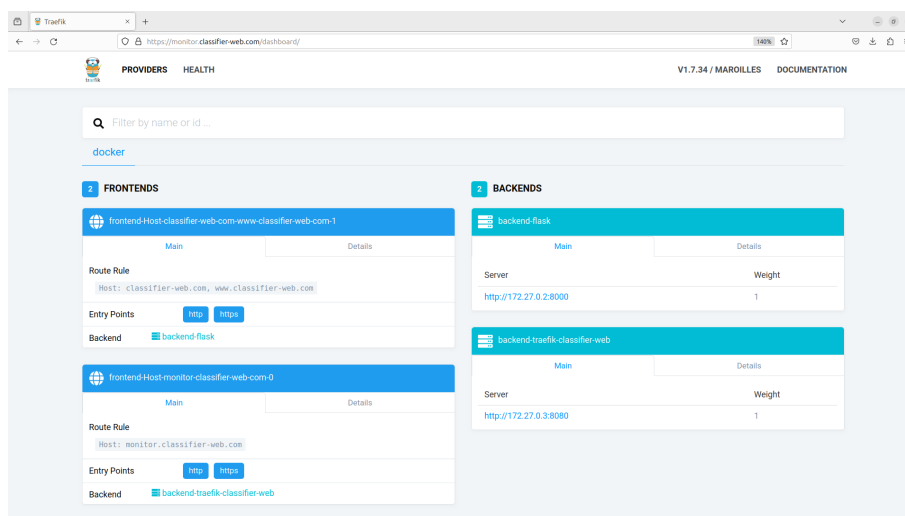 Traefik
https://monitor.classifier-web.com/dashboard/
140%
træfik
PROVIDERS HEALTH
V1.7.34 / MAROILLES DOCUMENTATION
Filter by name or id ...
docker
2 FRONTENDS
frontend-Host-classifier-web-com-www-classifier-web-com-1
Main Details
Route Rule
Host: classifier-web.com, www.classifier-web.com
Entry Points http https
Backend backend-flask
frontend-Host-monitor-classifier-web-com-0
Main Details
Route Rule
Host: monitor.classifier-web.com
Entry Points http https
Backend backend-traefik-classifier-web
2 BACKENDS
backend-flask
Main Details
Server Weight
http://172.27.0.2:8000 1
backend-traefik-classifier-web
Main Details
Server Weight
http://172.27.0.3:8080 1